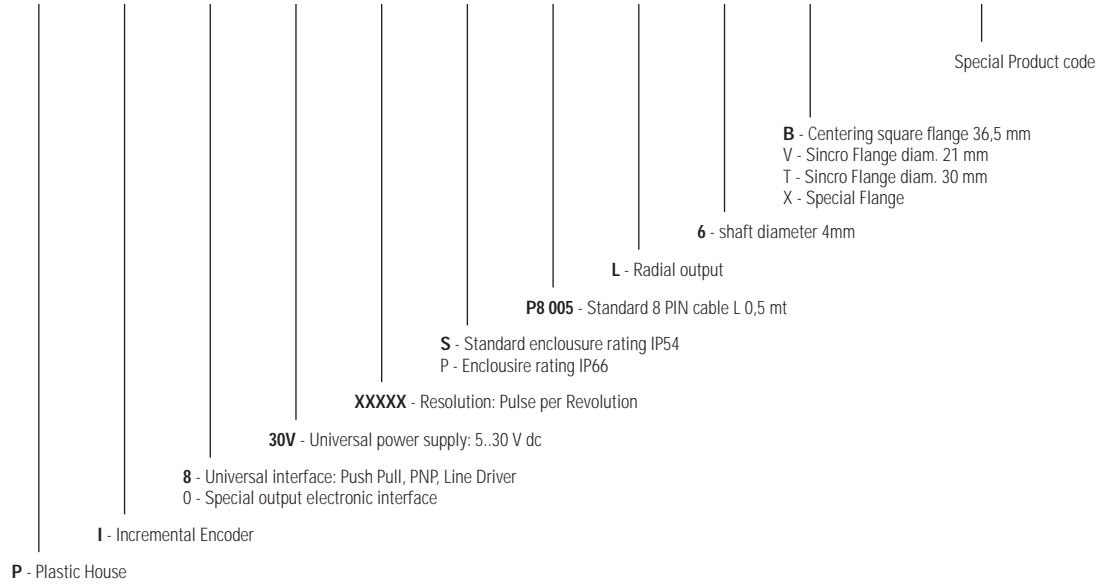 Special Product code
B - Centering square flange 36,5 mm
V - Sincro Flange diam. 21 mm
T - Sincro Flange diam. 30 mm
X - Special Flange
6 - shaft diameter 4mm
L - Radial output
P8 005 - Standard 8 PIN cable L 0,5 mt
S - Standard enclousure rating IP54
P - Enclousire rating IP66
XXXXX - Resolution: Pulse per Revolution
30V - Universal power supply: 5..30 V dc
8 - Universal interface: Push Pull, PNP, Line Driver
0 - Special output electronic interface
I - Incremental Encoder
P - Plastic House